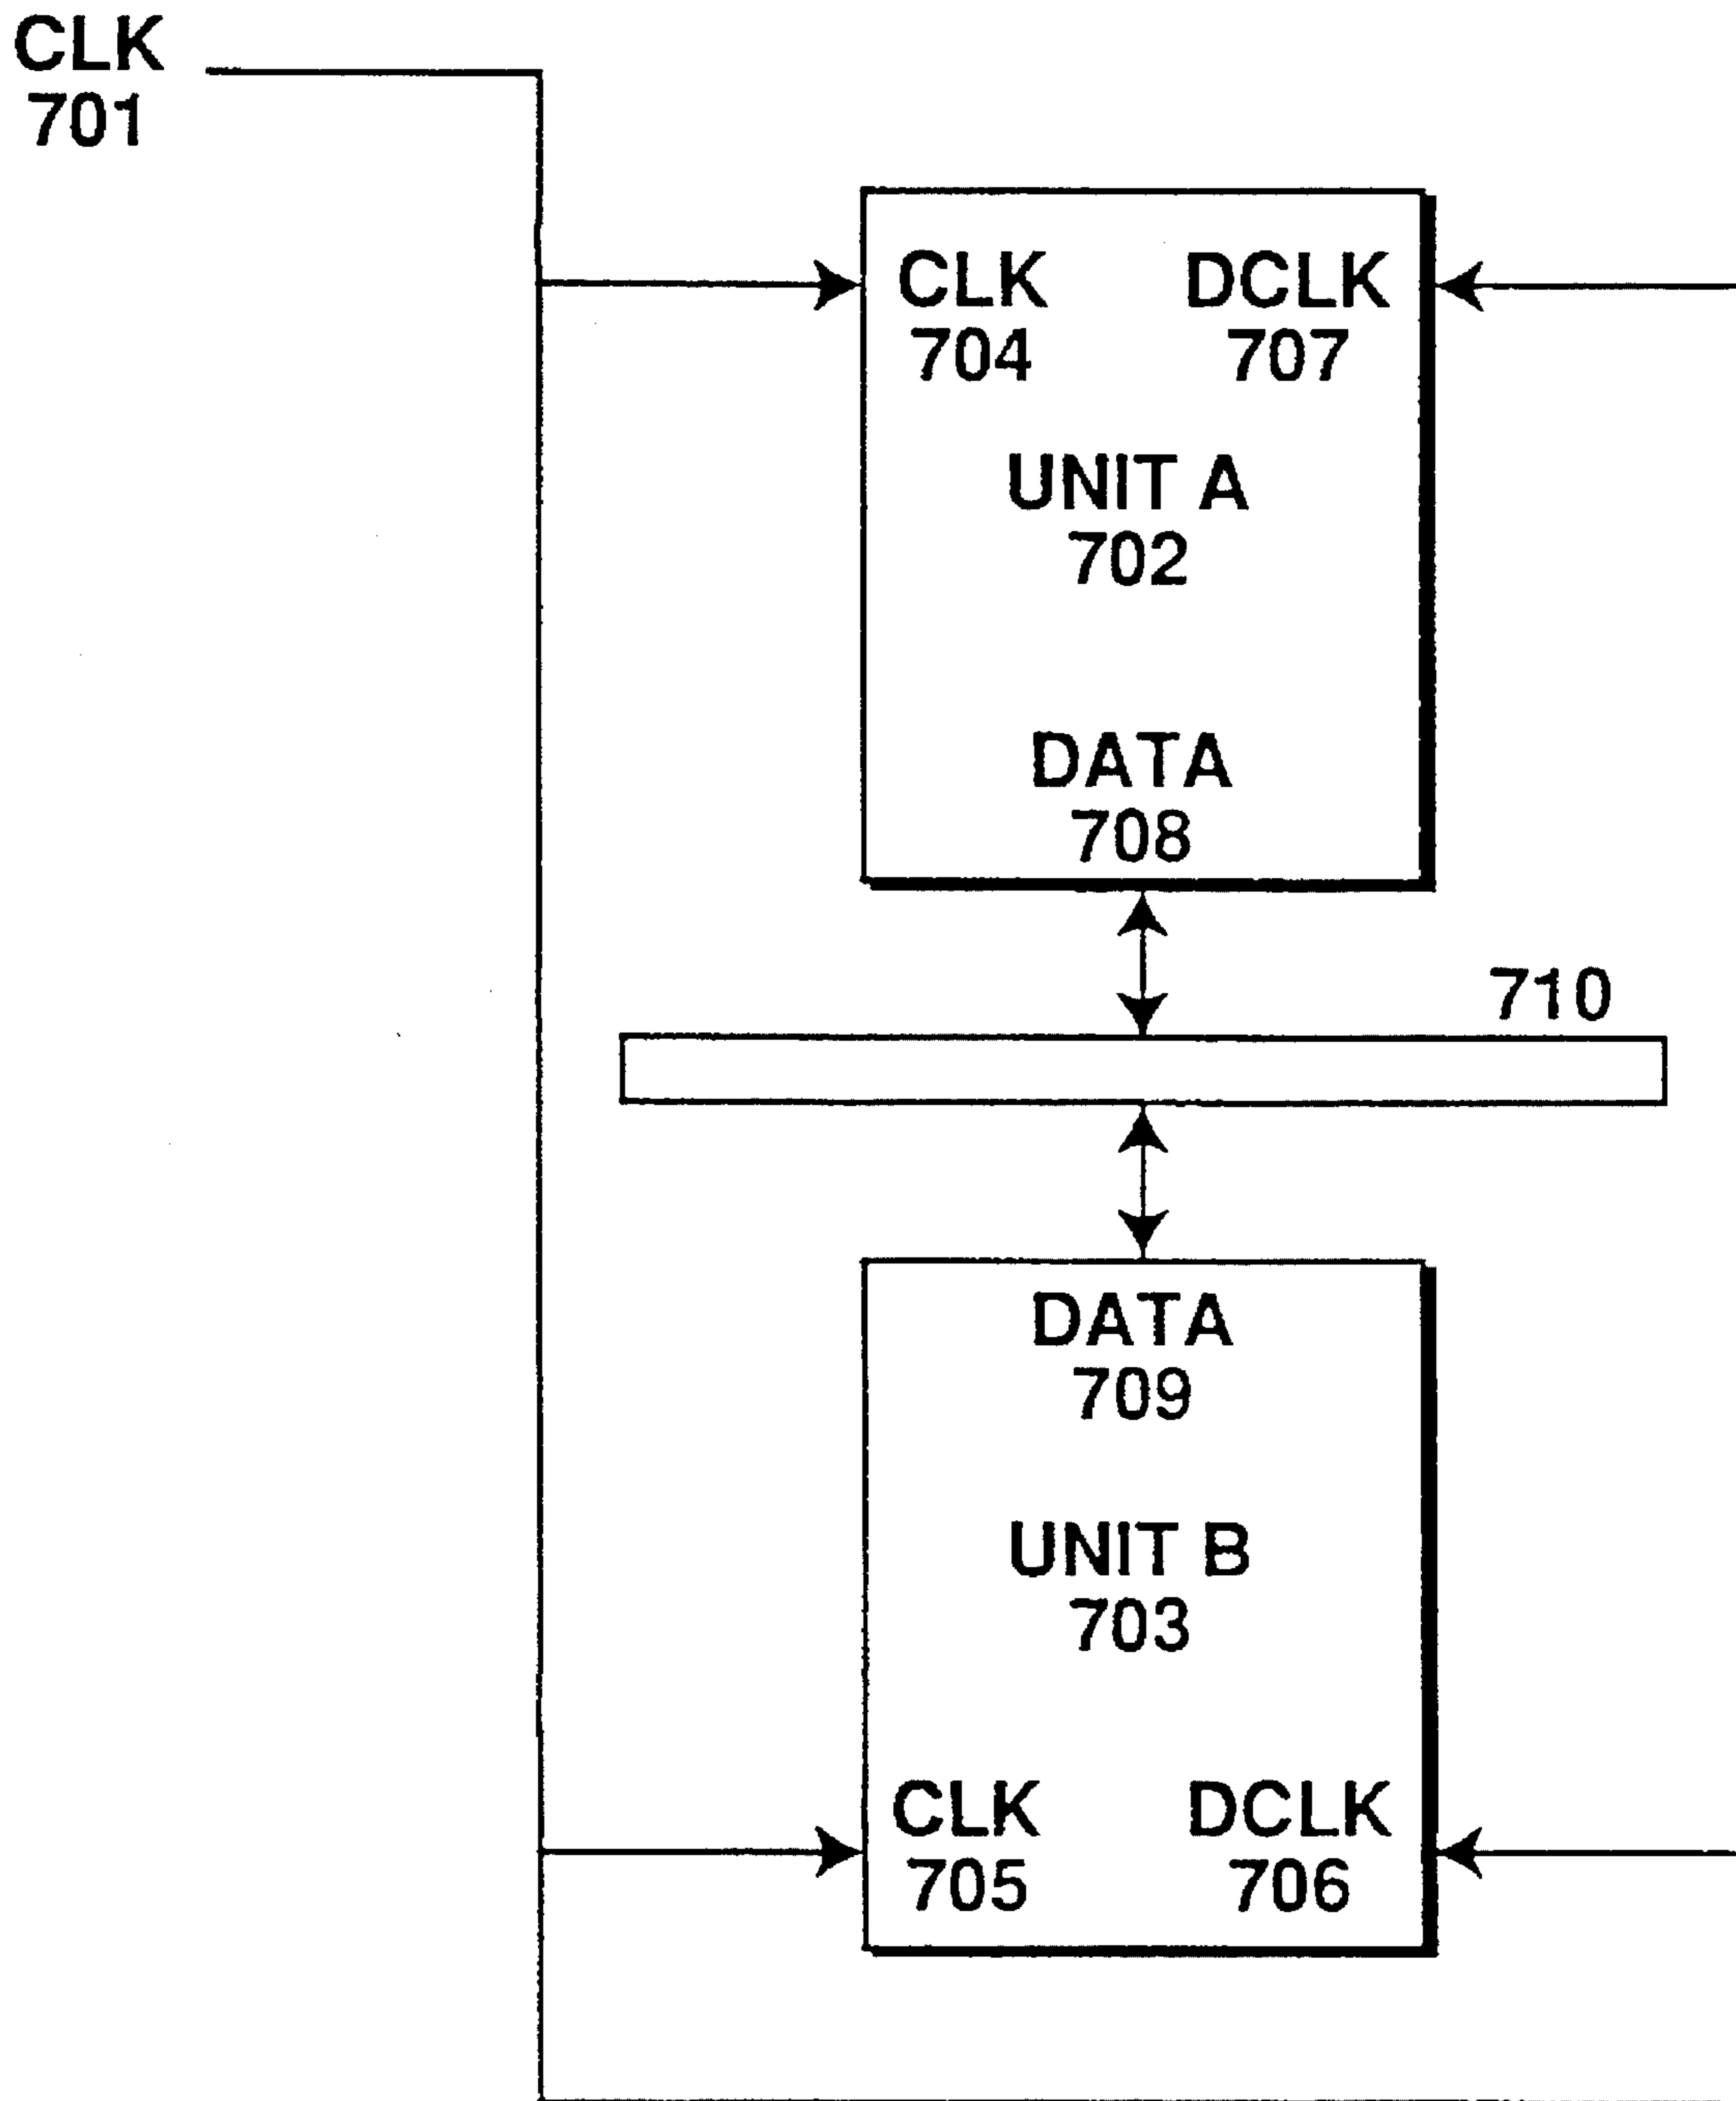 CLK
701
CLK DCLK
704 707
UNIT A
702
DATA
708
710
DATA
709
UNIT B
703
CLK DCLK
705 706